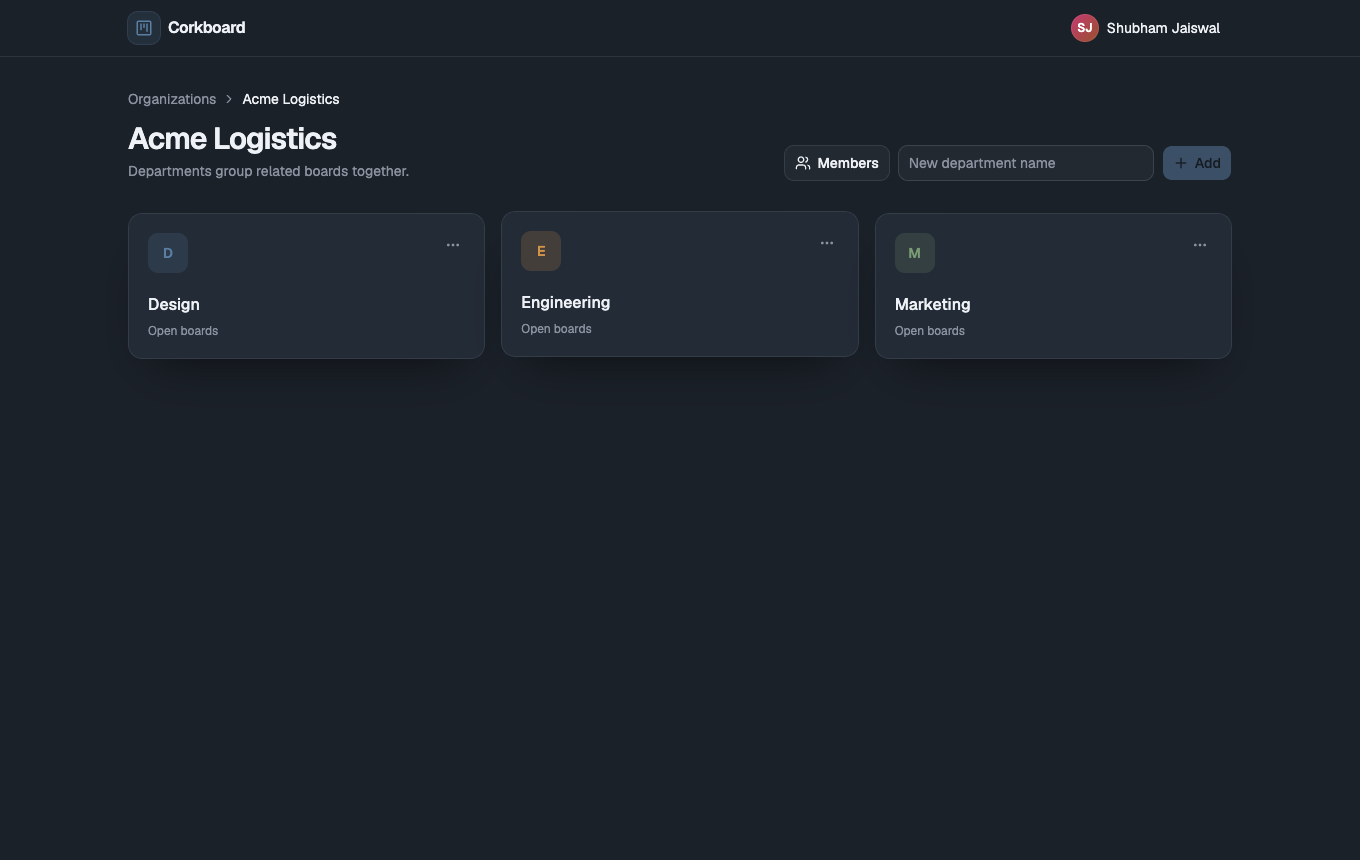 Corkboard
SJ Shubham Jaiswal
Organizations > Acme Logistics
Acme Logistics
Departments group related boards together.
Members
New department name
+ Add
D
Design
Open boards
E
Engineering
Open boards
M
Marketing
Open boards